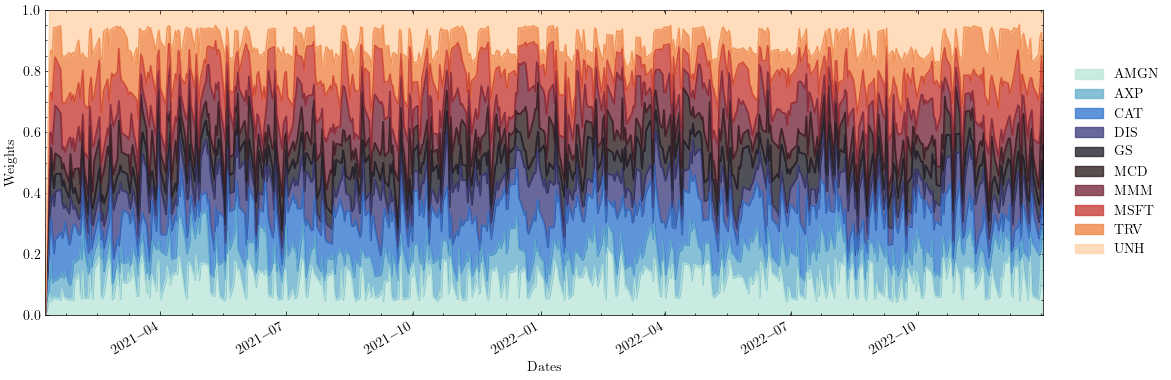 1.0
0.8
0.6
0.4
0.2
0.0
Weights
2021−04
2021−07
2021−10
2022−01
2022−04
2022−07
2022−10
Dates
AMGN
AXP
CAT
DIS
GS
MCD
MMM
MSFT
TRV
UNH